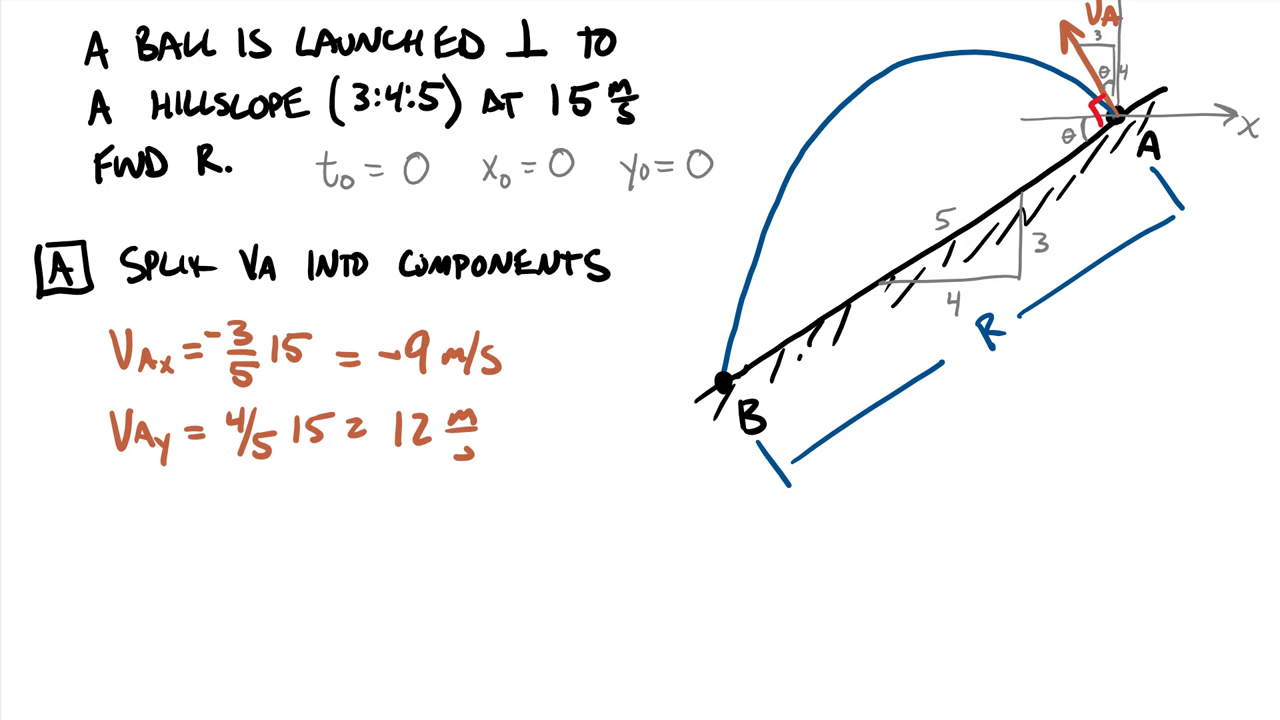 A BALL IS LAUNCHED ⊥ TO
A HILLSLOPE (3:4:5) AT 15 m/s
FIND R. t₀ = 0 x₀ = 0 y₀ = 0
A SPLIT VA INTO COMPONENTS
VAx = -3/5 15 = -9 m/s
VAy = 4/5 15 = 12 m/s
VA
3
θ 4
θ
x
A
5
3
4
R
B